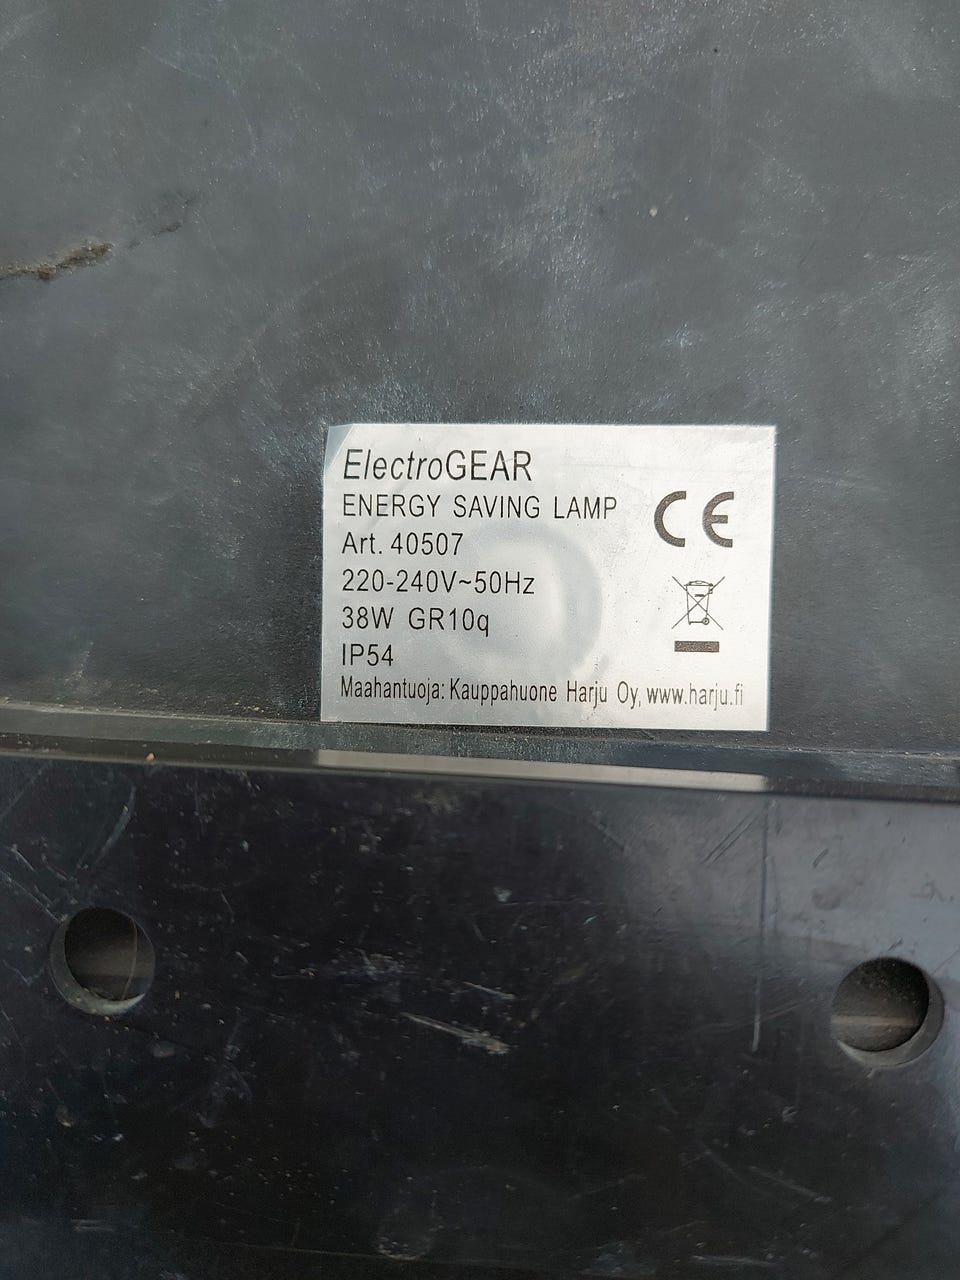 ElectroGEAR
ENERGY SAVING LAMP
CE
Art. 40507
220-240V~50Hz
38W GR10q
IP54
Maahantuoja: Kauppahuone Harju Oy, www.harju.fi